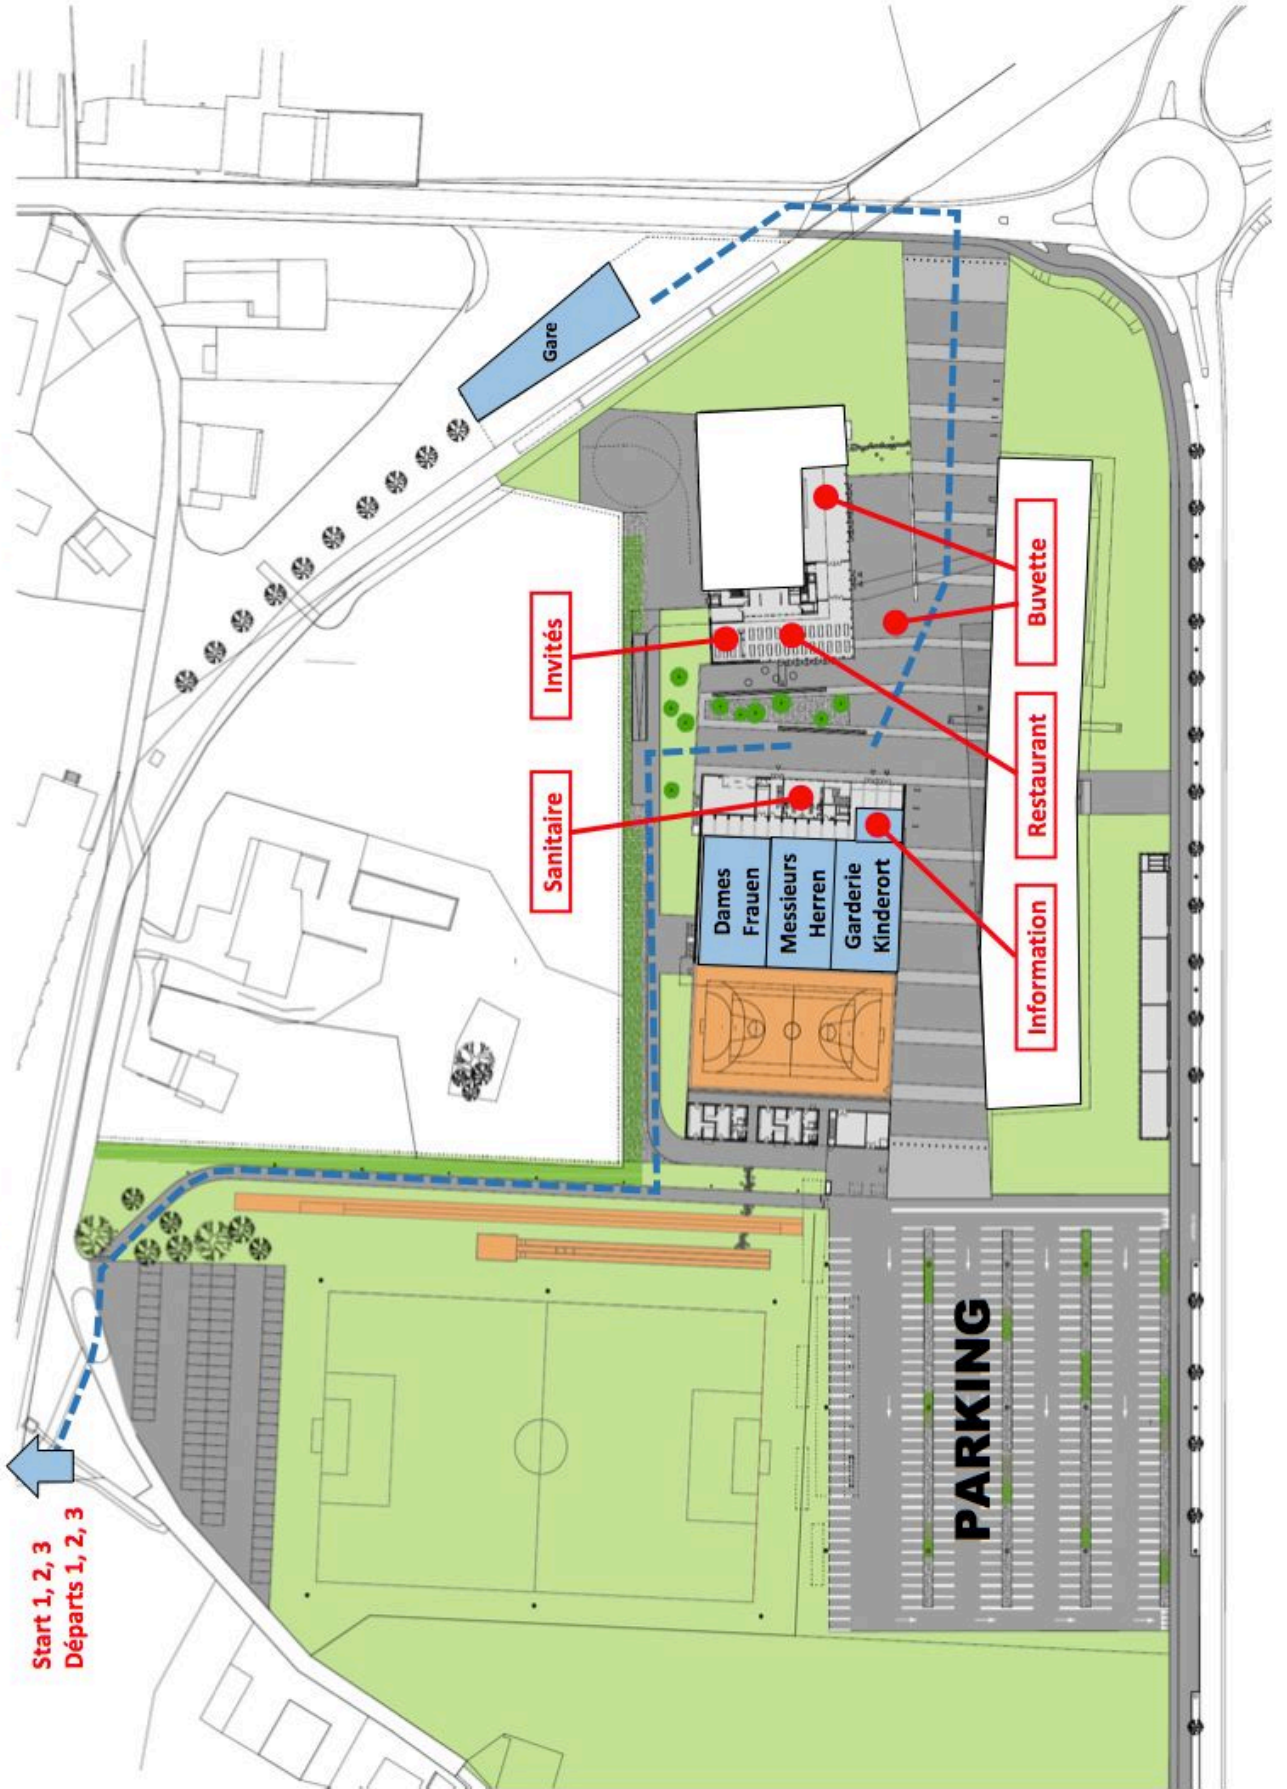 Start 1, 2, 3
Départs 1, 2, 3
Gare
Invités
Sanitaire
Dames
Frauen
Messieurs
Herren
Garderie
Kinderort
Information
Restaurant
Buvette
PARKING